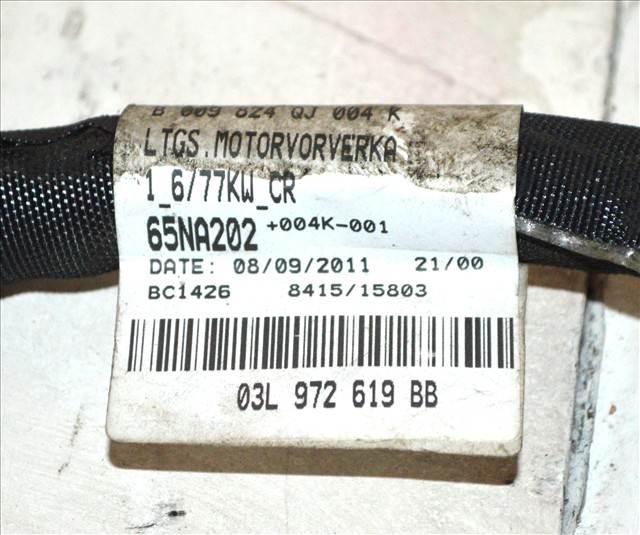 B 009 824 QJ 004 K
LTGS.MOTORVORVERKA
1_6/77KW_CR
65NA202 +004K-001
DATE: 08/09/2011 21/00
BC1426 8415/15803
03L 972 619 BB